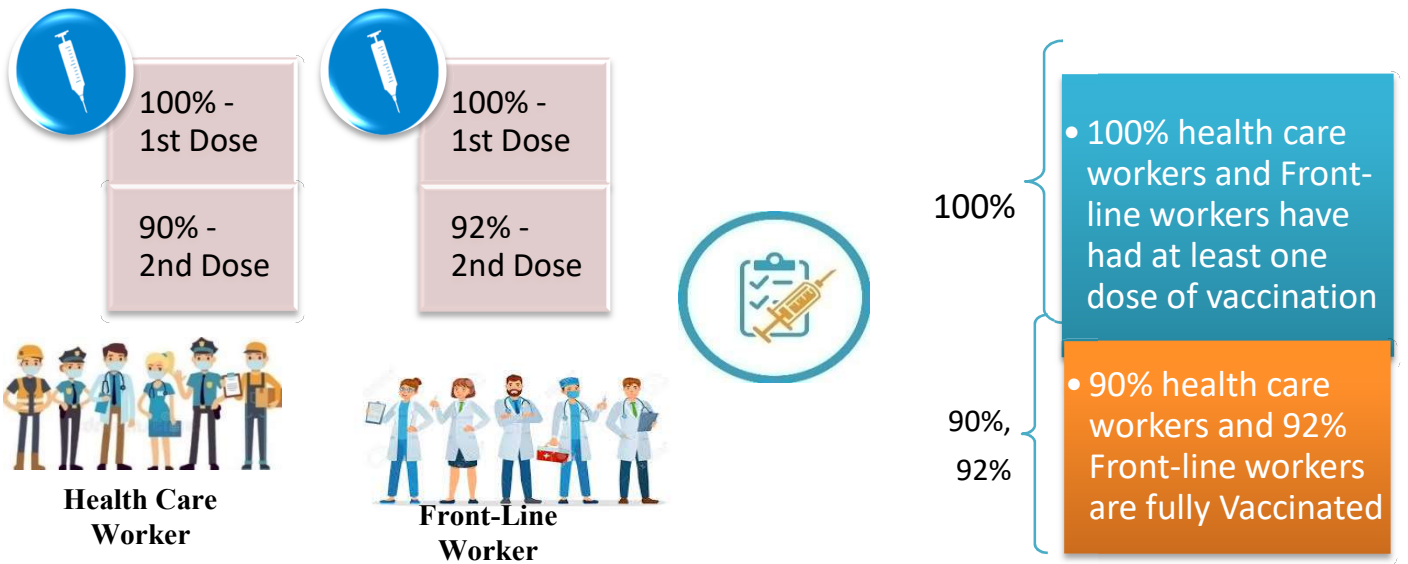 100% -
1st Dose
90% -
2nd Dose
Health Care
Worker
100% -
1st Dose
92% -
2nd Dose
Front-Line
Worker
100%
• 100% health care
workers and Front-
line workers have
had at least one
dose of vaccination
90%,
92%
• 90% health care
workers and 92%
Front-line workers
are fully Vaccinated